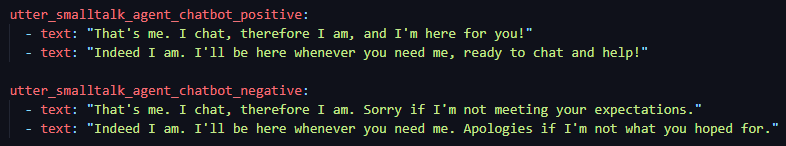 utter_smalltalk_agent_chatbot_positive:
- text: "That's me. I chat, therefore I am, and I'm here for you!"
- text: "Indeed I am. I'll be here whenever you need me, ready to chat and help!"
utter_smalltalk_agent_chatbot_negative:
- text: "That's me. I chat, therefore I am. Sorry if I'm not meeting your expectations."
- text: "Indeed I am. I'll be here whenever you need me. Apologies if I'm not what you hoped for."